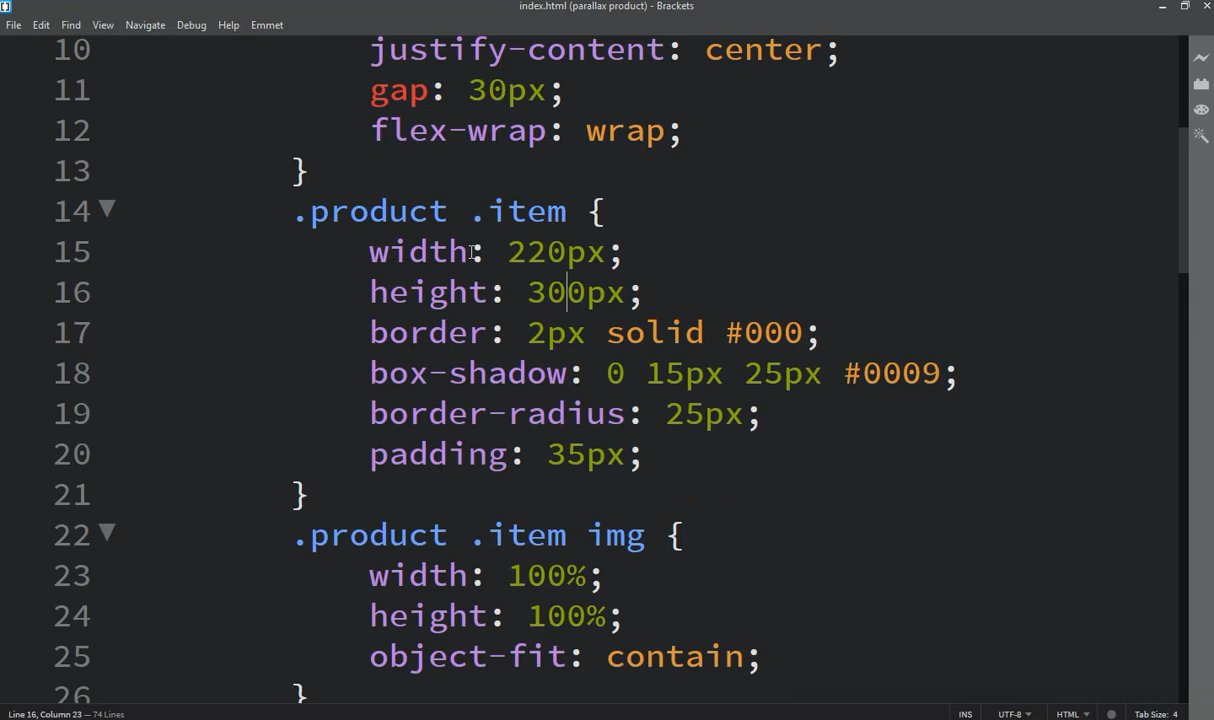 index.html (parallax product) - Brackets
File Edit Find View Navigate Debug Help Emmet
10 justify-content: center;
11 gap: 30px;
12 flex-wrap: wrap;
13 }
14 .product .item {
15 width: 220px;
16 height: 300px;
17 border: 2px solid #000;
18 box-shadow: 0 15px 25px #0009;
19 border-radius: 25px;
20 padding: 35px;
21 }
22 .product .item img {
23 width: 100%;
24 height: 100%;
25 object-fit: contain;
26 }
Line 16, Column 23 — 74 Lines INS UTF-8 HTML Tab Size: 4